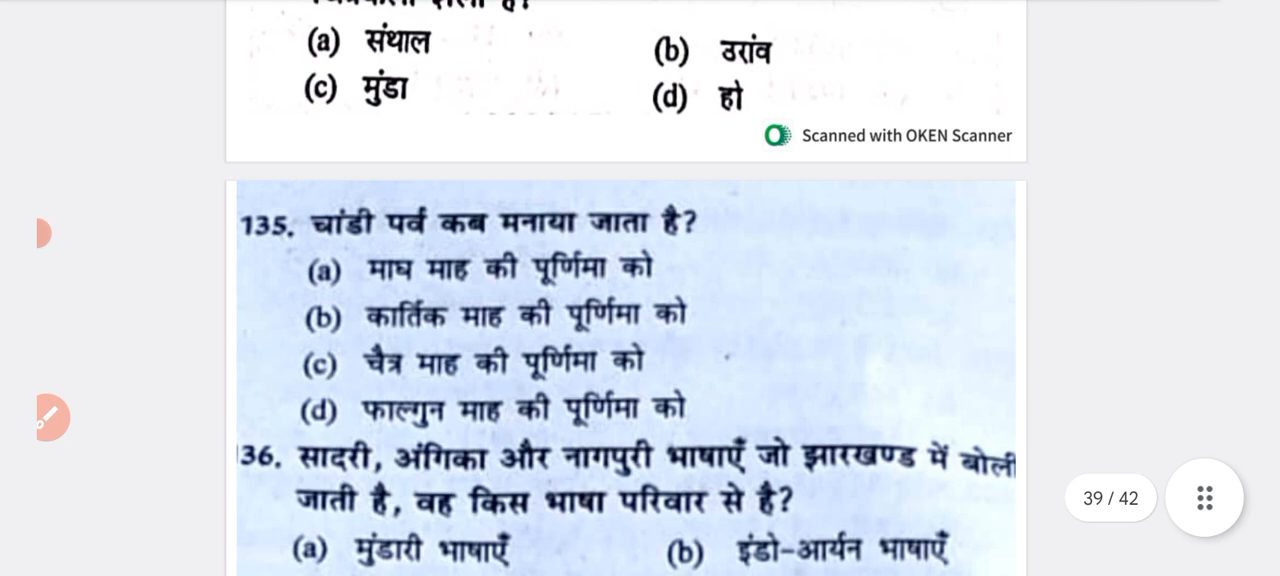 (a) संथाल (b) उरांव
(c) मुंडा (d) हो
Scanned with OKEN Scanner
135. चांडी पर्व कब मनाया जाता है?
(a) माघ माह की पूर्णिमा को
(b) कार्तिक माह की पूर्णिमा को
(c) चैत्र माह की पूर्णिमा को
(d) फाल्गुन माह की पूर्णिमा को
36. सादरी, अंगिका और नागपुरी भाषाएँ जो झारखण्ड में बोली
जाती है, वह किस भाषा परिवार से है?
(a) मुंडारी भाषाएँ (b) इंडो-आर्यन भाषाएँ
39 / 42